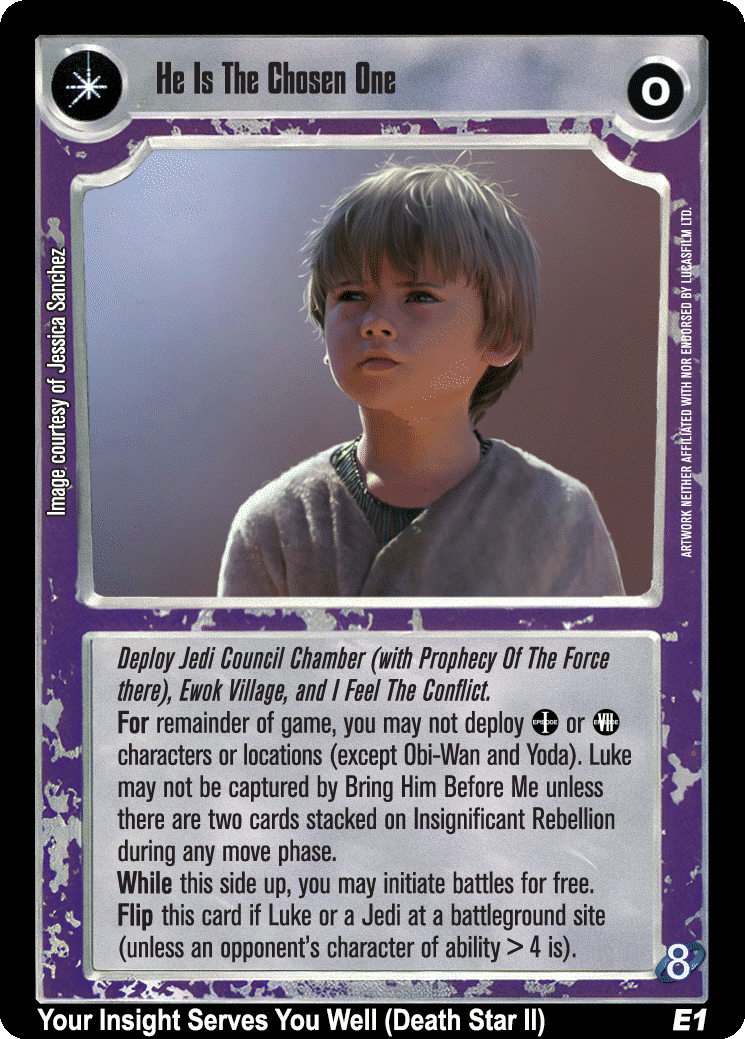 He Is The Chosen One
0
Image courtesy of Jessica Sanchez
ARTWORK NEITHER AFFILIATED WITH NOR ENDORSED BY LUCASFILM LTD.
Deploy Jedi Council Chamber (with Prophecy Of The Force
there), Ewok Village, and I Feel The Conflict.
For remainder of game, you may not deploy EPISODE I or EPISODE VII
characters or locations (except Obi-Wan and Yoda). Luke
may not be captured by Bring Him Before Me unless
there are two cards stacked on Insignificant Rebellion
during any move phase.
While this side up, you may initiate battles for free.
Flip this card if Luke or a Jedi at a battleground site
(unless an opponent's character of ability > 4 is).
8
Your Insight Serves You Well (Death Star II)
E1